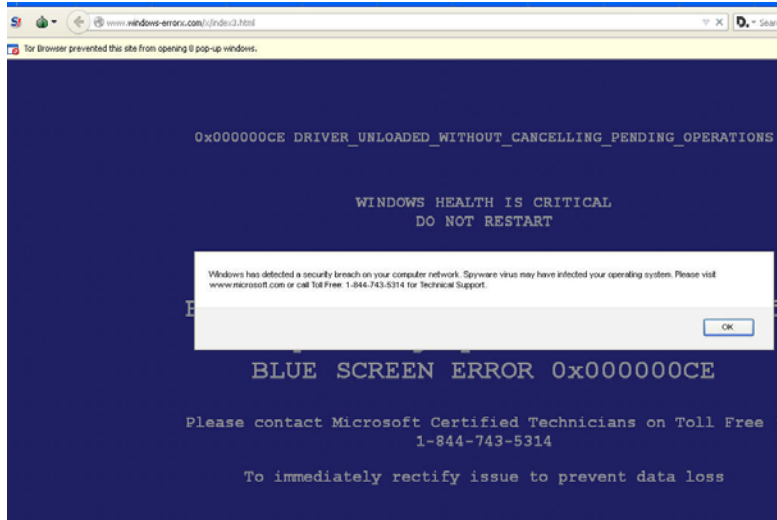 www.windows-errorx.com/x/index3.html
Tor Browser prevented this site from opening 8 pop-up windows.
0x000000CE DRIVER_UNLOADED_WITHOUT_CANCELLING_PENDING_OPERATIONS
WINDOWS HEALTH IS CRITICAL
DO NOT RESTART
Windows has detected a security breach on your computer network. Spyware virus may have infected your operating system. Please visit
www.microsoft.com or call Toll Free: 1-844-743-5314 for Technical Support.
OK
BLUE SCREEN ERROR 0x000000CE
Please contact Microsoft Certified Technicians on Toll Free
1-844-743-5314
To immediately rectify issue to prevent data loss